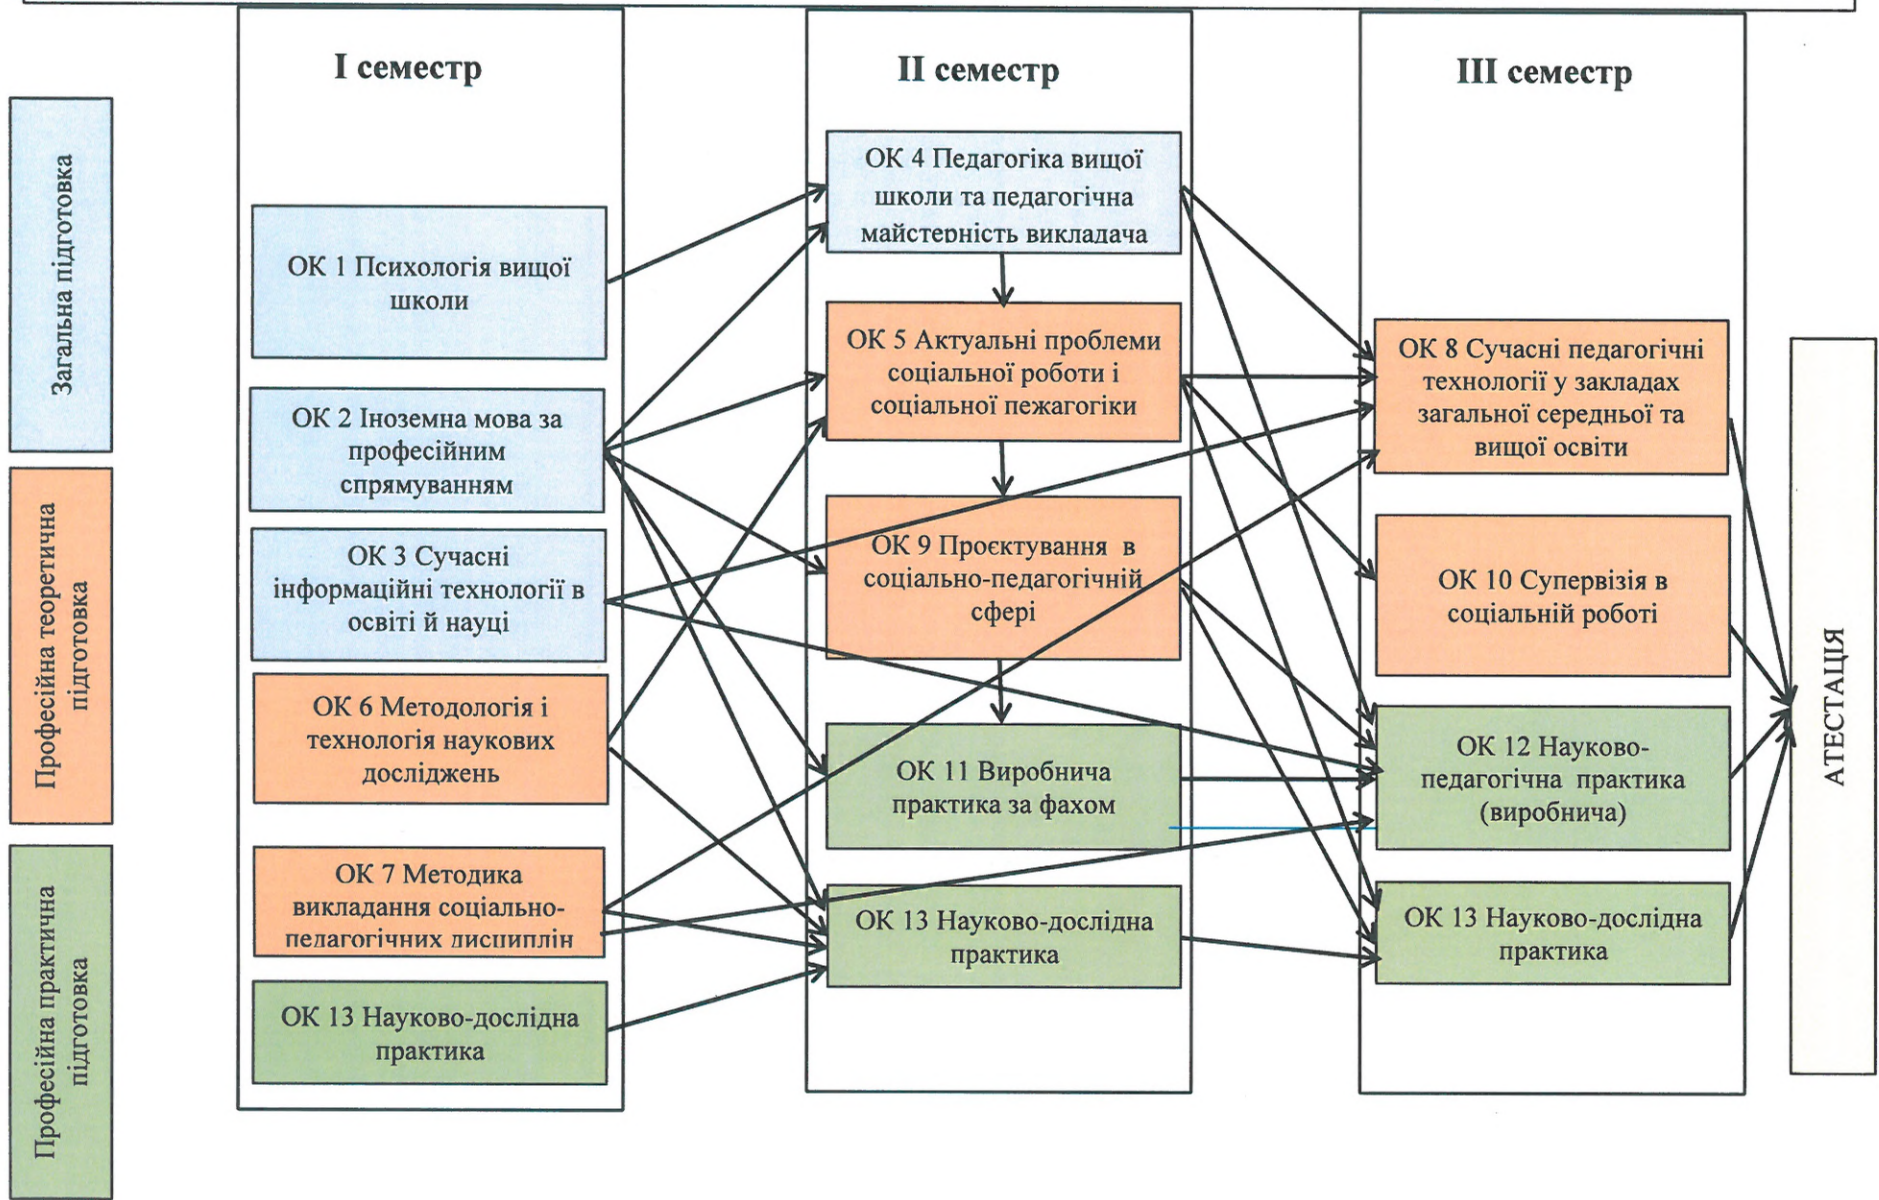 Загальна підготовка
Професійна теоретична
підготовка
Професійна практична
підготовка
І семестр
ОК 1 Психологія вищої
школи
ОК 2 Іноземна мова за
професійним
спрямуванням
ОК 3 Сучасні
інформаційні технології в
освіті й науці
ОК 6 Методологія і
технологія наукових
досліджень
ОК 7 Методика
викладання соціально-
педагогічних дисциплін
ОК 13 Науково-дослідна
практика
ІІ семестр
ОК 4 Педагогіка вищої
школи та педагогічна
майстерність викладача
ОК 5 Актуальні проблеми
соціальної роботи і
соціальної пежагогіки
ОК 9 Проєктування в
соціально-педагогічній
сфері
ОК 11 Виробнича
практика за фахом
ОК 13 Науково-дослідна
практика
ІІІ семестр
ОК 8 Сучасні педагогічні
технології у закладах
загальної середньої та
вищої освіти
ОК 10 Супервізія в
соціальній роботі
ОК 12 Науково-
педагогічна практика
(виробнича)
ОК 13 Науково-дослідна
практика
АТЕСТАЦІЯ